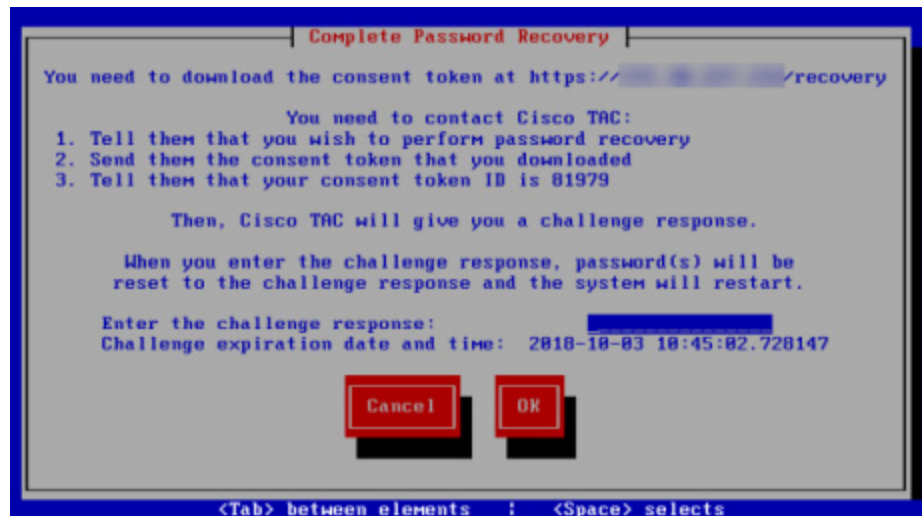 Complete Password Recovery
You need to download the consent token at https:// /recovery
You need to contact Cisco TAC:
1. Tell them that you wish to perform password recovery
2. Send them the consent token that you downloaded
3. Tell them that your consent token ID is 81979
Then, Cisco TAC will give you a challenge response.
When you enter the challenge response, password(s) will be
reset to the challenge response and the system will restart.
Enter the challenge response:
Challenge expiration date and time: 2018-10-03 10:45:02.728147
Cancel OK
<Tab> between elements ¦ <Space> selects